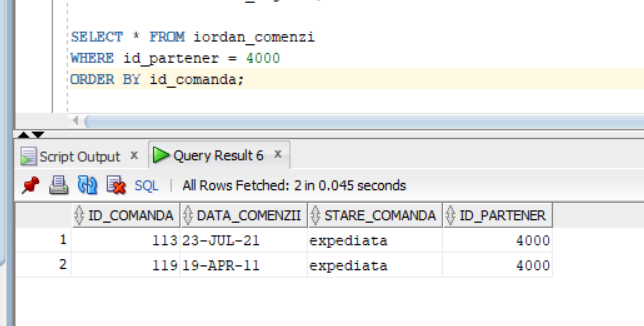 SELECT * FROM iordan_comenzi
WHERE id_partener = 4000
ORDER BY id_comanda;
Script Output x Query Result 6 x
SQL | All Rows Fetched: 2 in 0.045 seconds
ID_COMANDA DATA_COMENZII STARE_COMANDA ID_PARTENER
1 113 23-JUL-21 expediata 4000
2 119 19-APR-11 expediata 4000